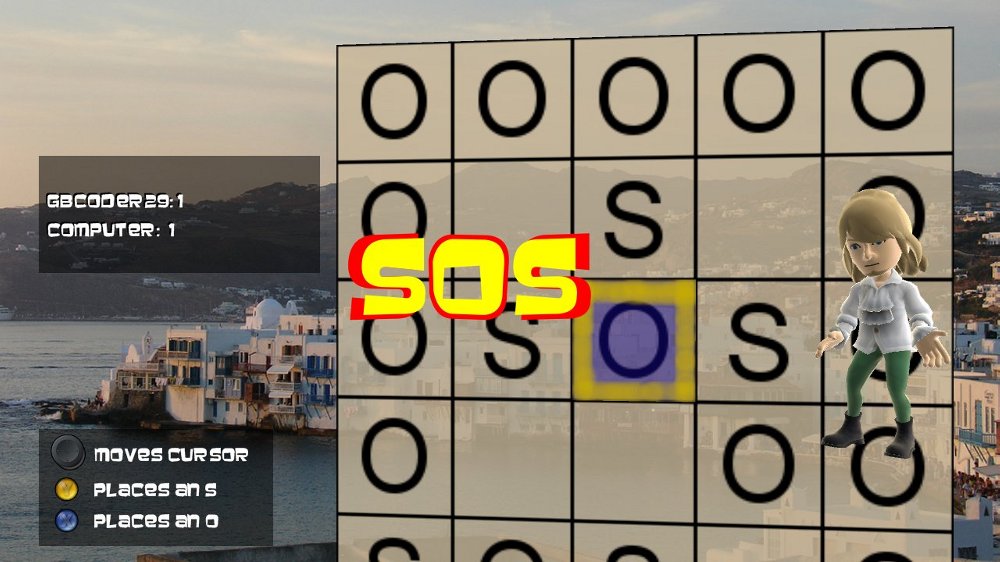 O O O O O
GBCODER29:1
COMPUTER: 1
O S O
SOS
O S O S O
MOVES CURSOR
Y PLACES AN S
X PLACES AN O
O O O
S O S O